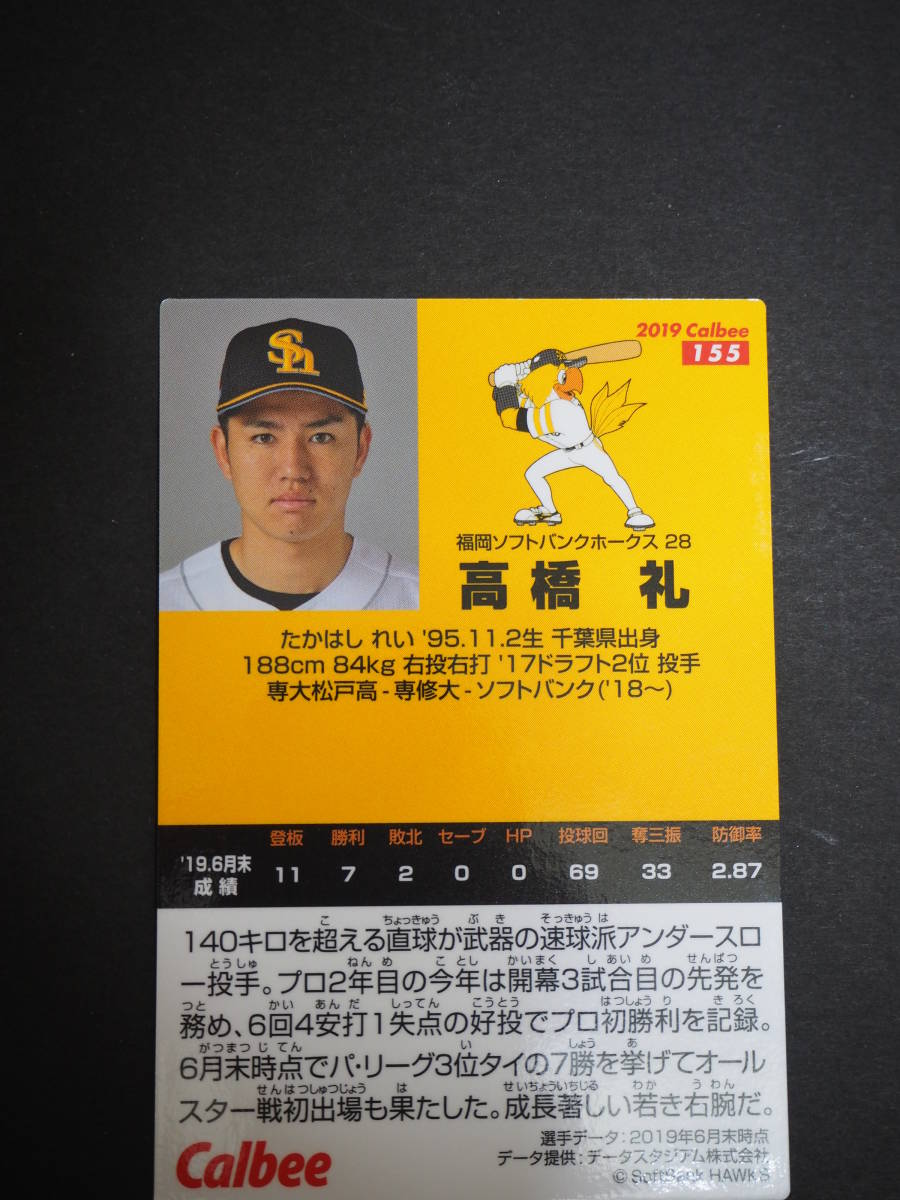 Sh
2019 Calbee
155
福岡ソフトバンクホークス 28
高橋 礼
たかはし れい '95.11.2生 千葉県出身
188cm 84kg 右投右打 '17ドラフト2位 投手
専大松戸高-専修大-ソフトバンク('18〜)
登板 勝利 敗北 セーブ HP 投球回 奪三振 防御率
'19.6月末成績 11 7 2 0 0 69 33 2.87
140キロを超える直球が武器の速球派アンダースロ
ー投手。プロ2年目の今年は開幕3試合目の先発を
務め、6回4安打1失点の好投でプロ初勝利を記録。
6月末時点でパ・リーグ3位タイの7勝を挙げてオール
スター戦初出場も果たした。成長著しい若き右腕だ。
Calbee
選手データ:2019年6月末時点
データ提供:データスタジアム株式会社
© SoftBank HAWKS